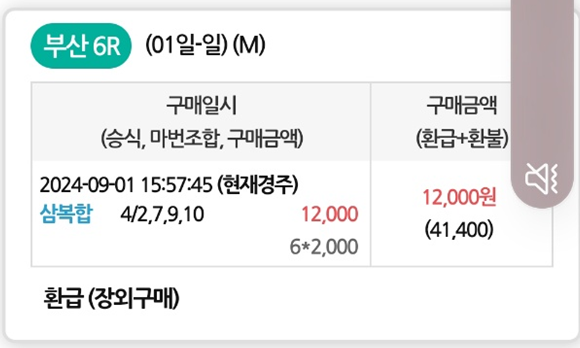 부산 6R (01일-일) (M)
구매일시
(승식, 마번조합, 구매금액)
구매금액
(환급+환불)
2024-09-01 15:57:45 (현재경주)
삼복합 4/2,7,9,10 12,000
6*2,000
12,000원
(41,400)
환급 (장외구매)